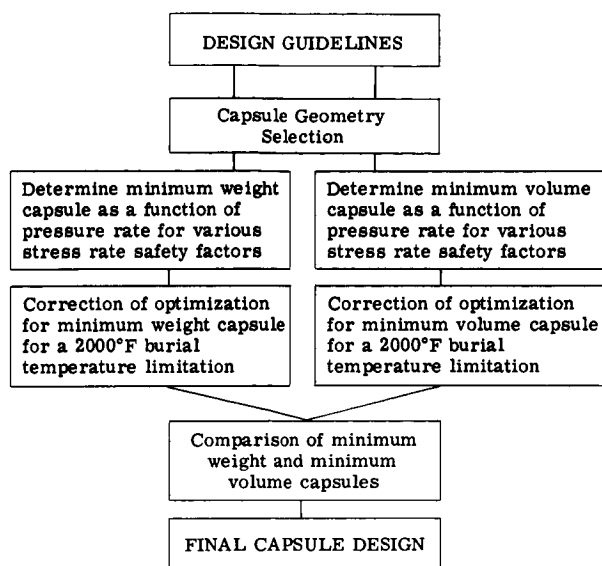 DESIGN GUIDELINES
Capsule Geometry
Selection
Determine minimum weight
capsule as a function of
pressure rate for various
stress rate safety factors
Determine minimum volume
capsule as a function of
pressure rate for various
stress rate safety factors
Correction of optimization
for minimum weight capsule
for a 2000°F burial
temperature limitation
Correction of optimization
for minimum volume capsule
for a 2000°F burial
temperature limitation
Comparison of minimum
weight and minimum
volume capsules
FINAL CAPSULE DESIGN